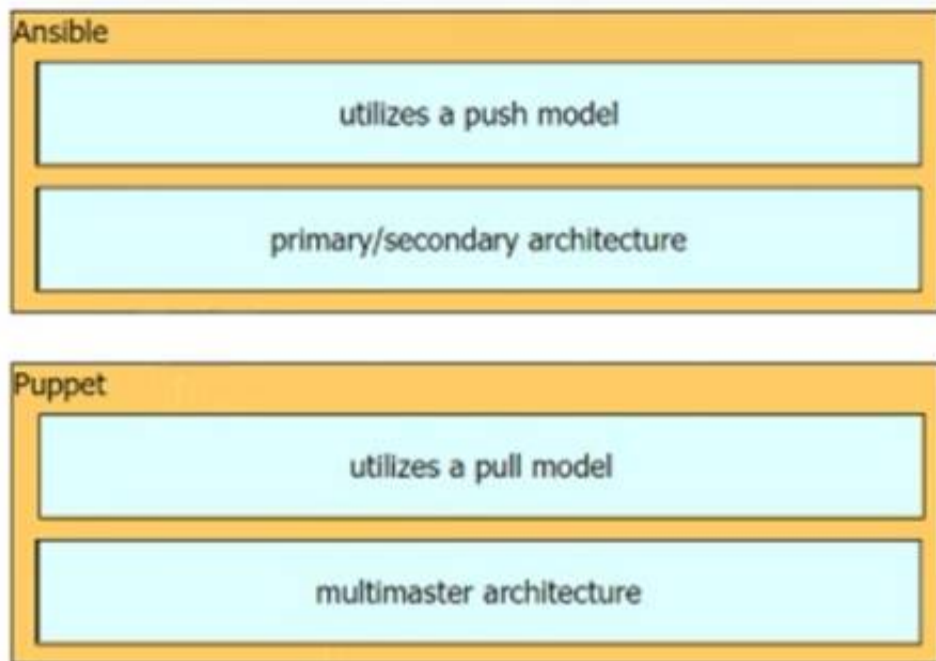 Ansible
utilizes a push model
primary/secondary architecture
Puppet
utilizes a pull model
multimaster architecture